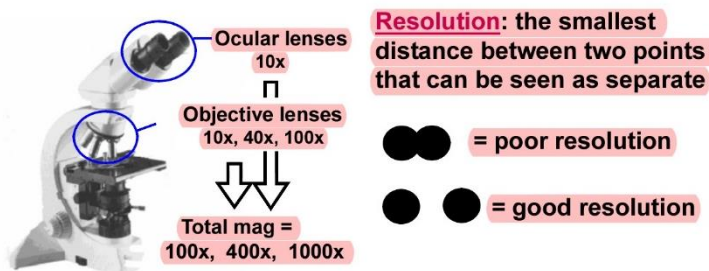 Ocular lenses
10x
Objective lenses
10x, 40x, 100x
Total mag =
100x, 400x, 1000x
Resolution: the smallest
distance between two points
that can be seen as separate
= poor resolution
= good resolution